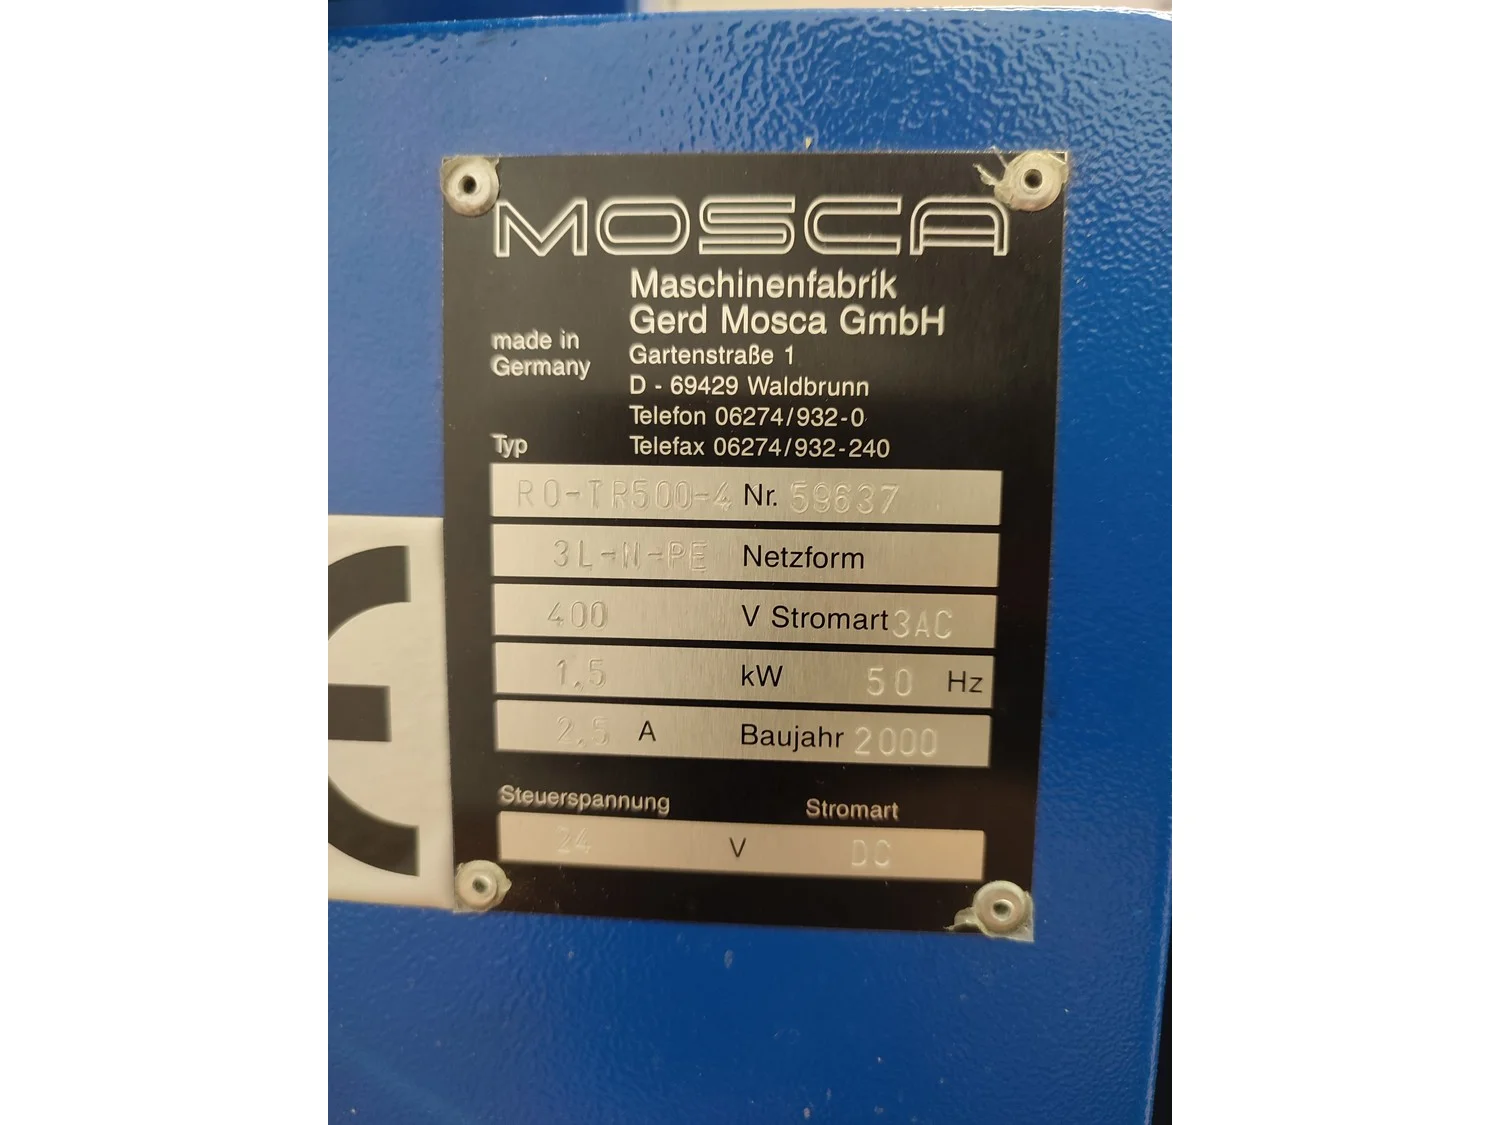 MOSCA
Maschinenfabrik
Gerd Mosca GmbH
made in
Germany
Gartenstraße 1
D - 69429 Waldbrunn
Telefon 06274/932-0
Typ
Telefax 06274/932-240
RO-TR500-4 Nr. 59637
3L-N-PE Netzform
400 V Stromart 3AC
1,5 kW 50 Hz
2,5 A Baujahr 2000
Steuerspannung Stromart
24 V DC
CE